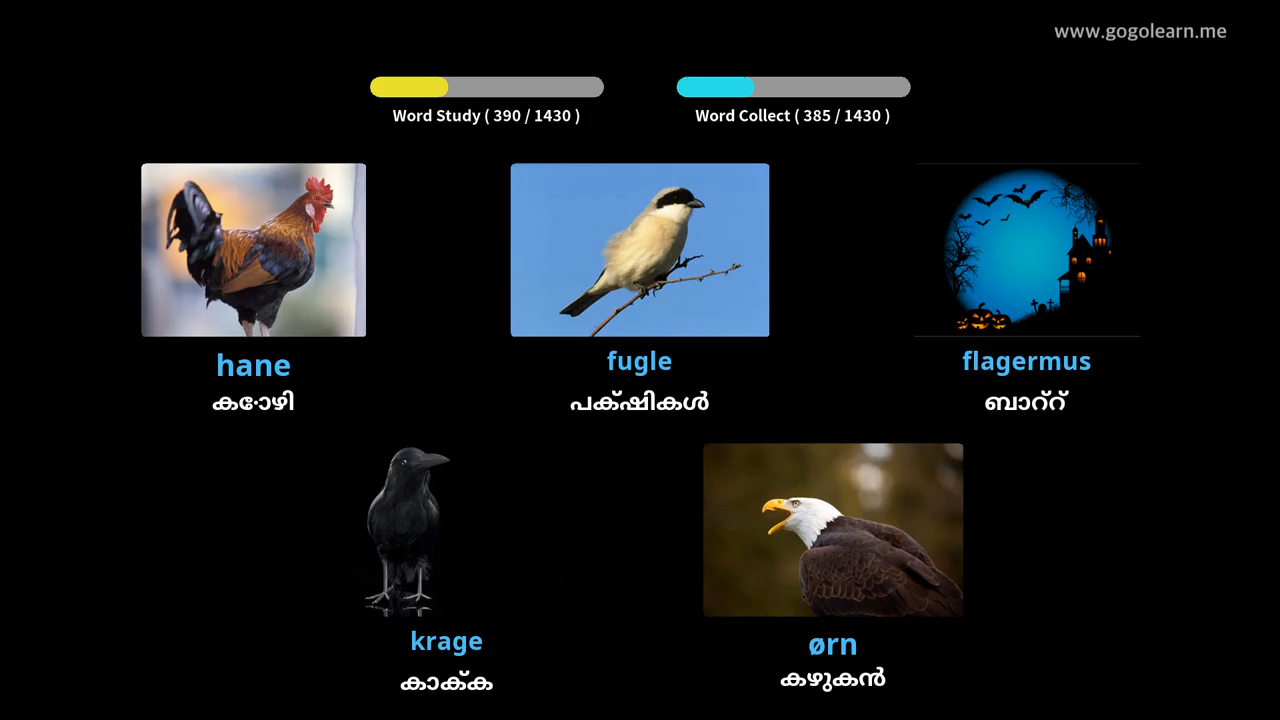 www.gogolearn.me
Word Study ( 390 / 1430 )
Word Collect ( 385 / 1430 )
hane
fugle
flagermus
കോഴി
പക്ഷികൾ
ബാറ്റ്
krage
ørn
കാക്ക
കഴുകൻ